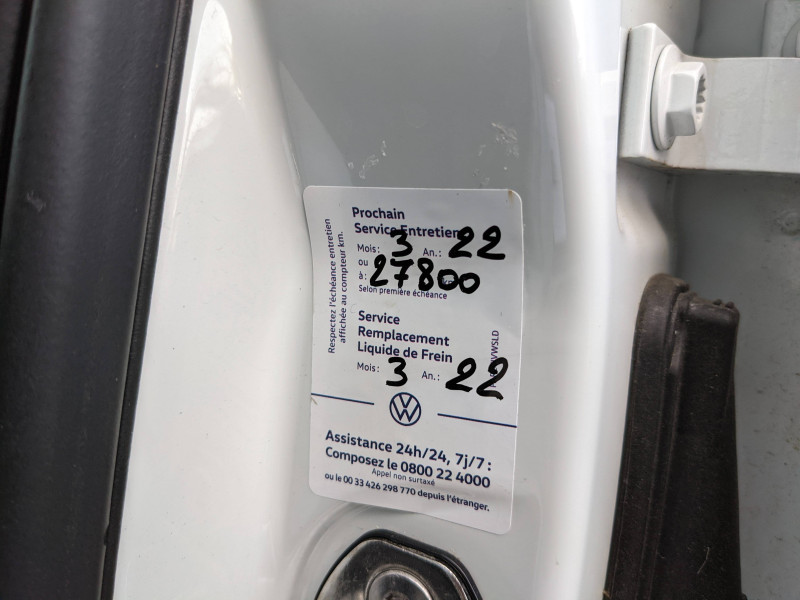 Prochain
Service Entretien
Mois: 3 An.: 22
ou
à: 27800
Selon première échéance
Respectez l'échéance entretien
affichée au compteur km.
Service
Remplacement
Liquide de Frein
Mois: 3 An.: 22
VWSLD
Assistance 24h/24, 7j/7 :
Composez le 0800 22 4000
Appel non surtaxé
ou le 00 33 426 298 770 depuis l'étranger.